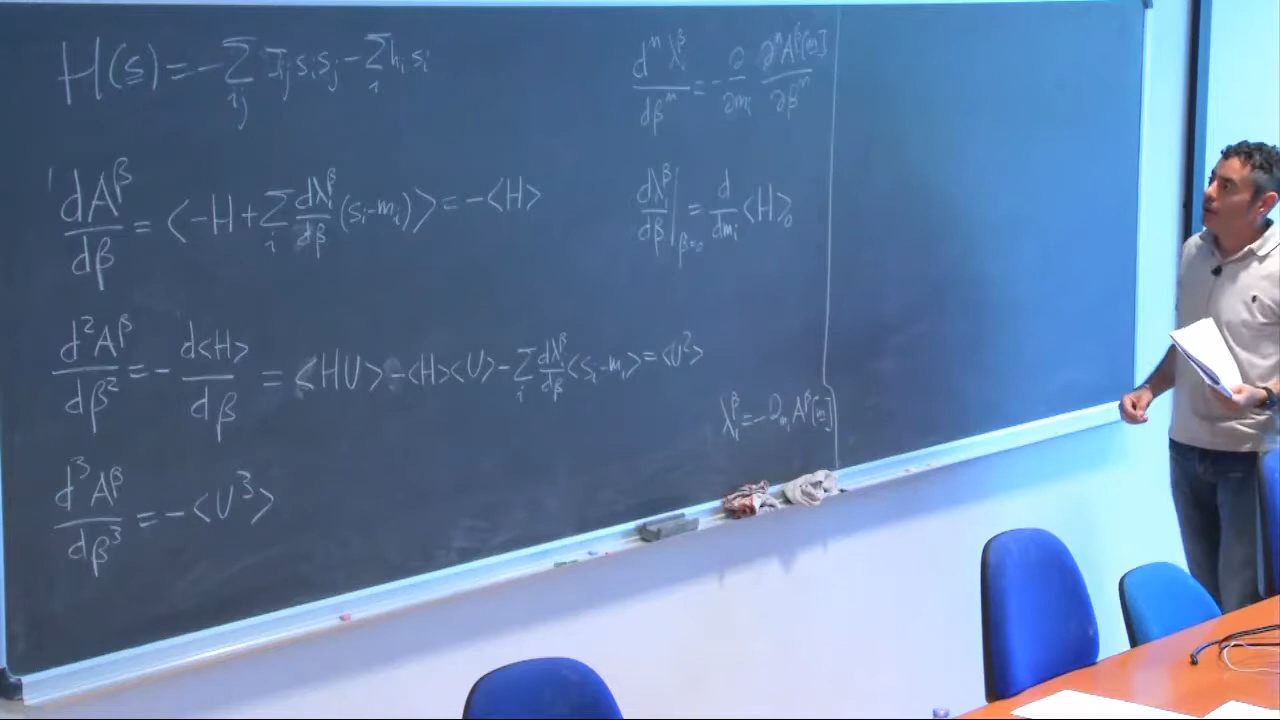 H(s) = -∑_{ij} J_{ij} s_i s_j - ∑_i h_i s_i
dA^β/dβ = <-H + ∑_i dλ_i^β/dβ (s_i - m_i)> = -<H>
d²A^β/dβ² = - d<H>/dβ = <HU> - <H><U> - ∑_i dλ_i^β/dβ <s_i - m_i> = <U²>
d³A^β/dβ³ = -<U³>
d^n λ_i^β/dβ^n = - ∂/∂m_i ∂^n A^β[m]/∂β^n
dλ_i^β/dβ|_{β=0} = d/dm_i <H>_0
λ_i^β = -∂_{m_i} A^β[m]